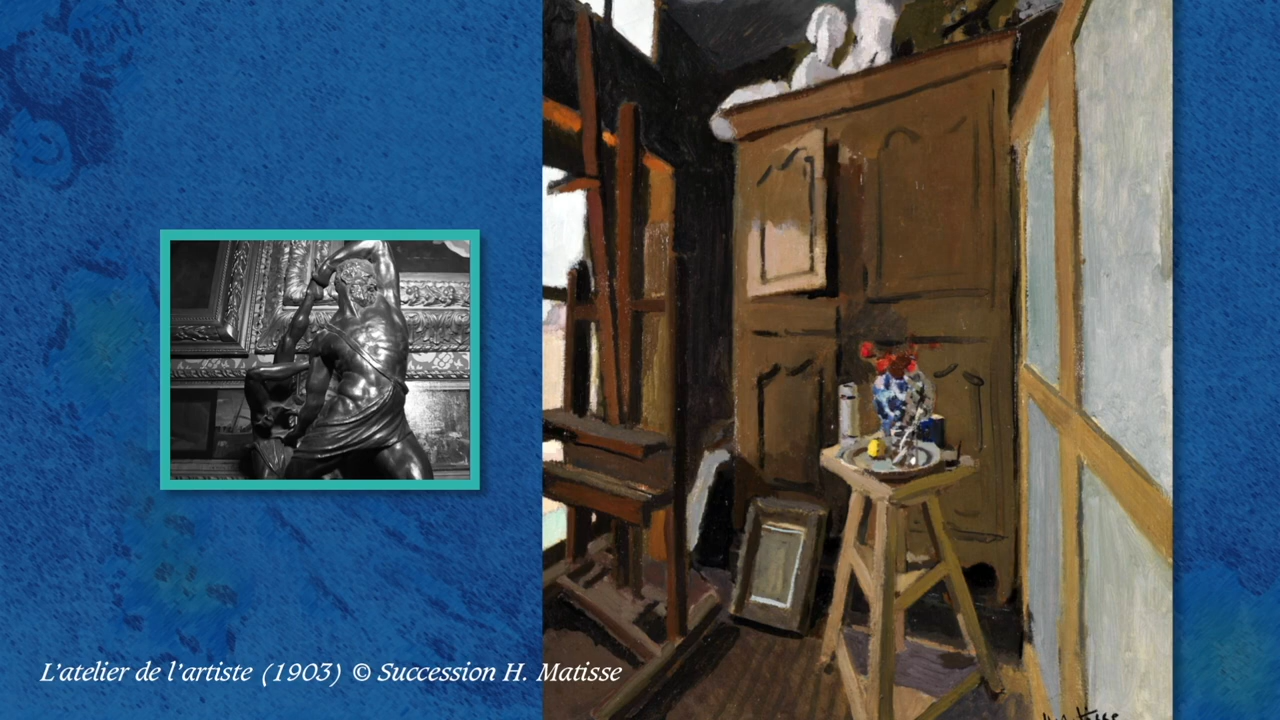 L'atelier de l'artiste (1903) © Succession H. Matisse